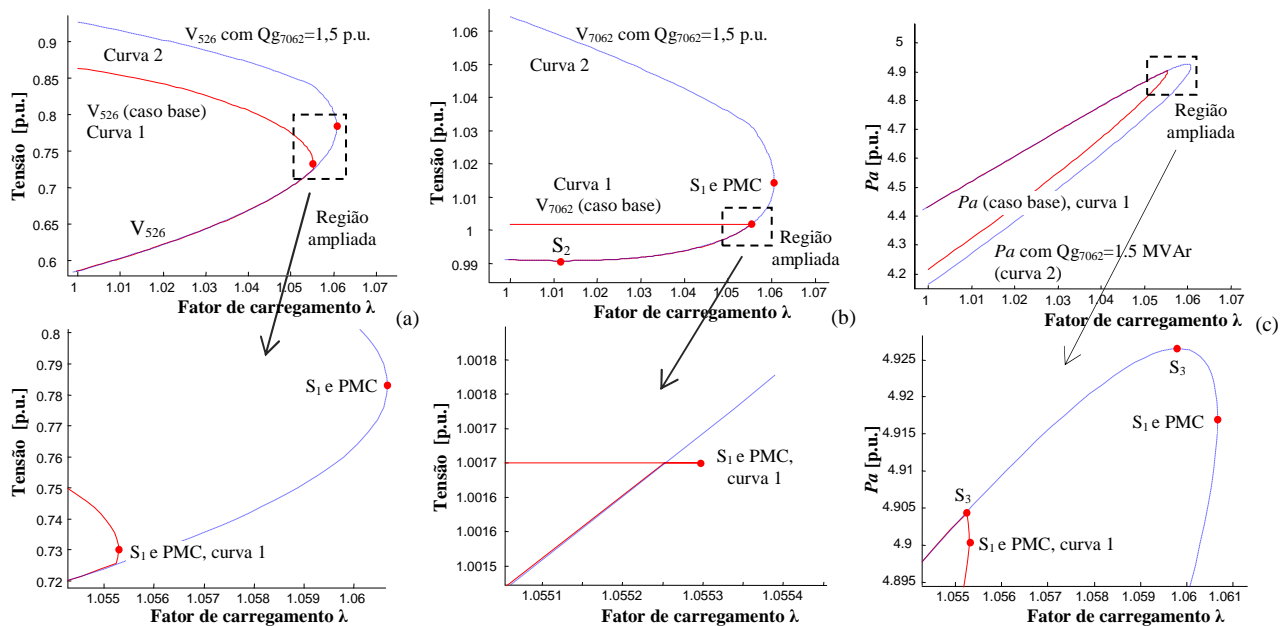 V526 com Qg7062=1,5 p.u.
Curva 2
V526 (caso base)
Curva 1
V526
Região
ampliada
Tensão [p.u.]
0.9
0.85
0.8
0.75
0.7
0.65
0.6
1 1.01 1.02 1.03 1.04 1.05 1.06 1.07
Fator de carregamento λ
(a)
V7062 com Qg7062=1,5 p.u.
Curva 2
Curva 1
V7062 (caso base)
S1 e PMC
S2
Região
ampliada
Tensão [p.u.]
1.06
1.05
1.04
1.03
1.02
1.01
1
0.99
1 1.01 1.02 1.03 1.04 1.05 1.06 1.07
Fator de carregamento λ
(b)
Região
ampliada
Pa (caso base), curva 1
Pa com Qg7062=1.5 MVAr
(curva 2)
Pa [p.u.]
5
4.9
4.8
4.7
4.6
4.5
4.4
4.3
4.2
1 1.01 1.02 1.03 1.04 1.05 1.06 1.07
Fator de carregamento λ
(c)
S1 e PMC
S1 e PMC, curva 1
Tensão [p.u.]
0.8
0.79
0.78
0.77
0.76
0.75
0.74
0.73
0.72
1.055 1.056 1.057 1.058 1.059 1.06
Fator de carregamento λ
S1 e PMC,
curva 1
Tensão [p.u.]
1.0018
1.0018
1.0017
1.0017
1.0016
1.0016
1.0015
1.0551 1.0552 1.0553 1.0554
Fator de carregamento λ
S3
S1 e PMC
S3
S1 e PMC, curva 1
Pa [p.u.]
4.925
4.92
4.915
4.91
4.905
4.9
4.895
1.055 1.056 1.057 1.058 1.059 1.06 1.061
Fator de carregamento λ